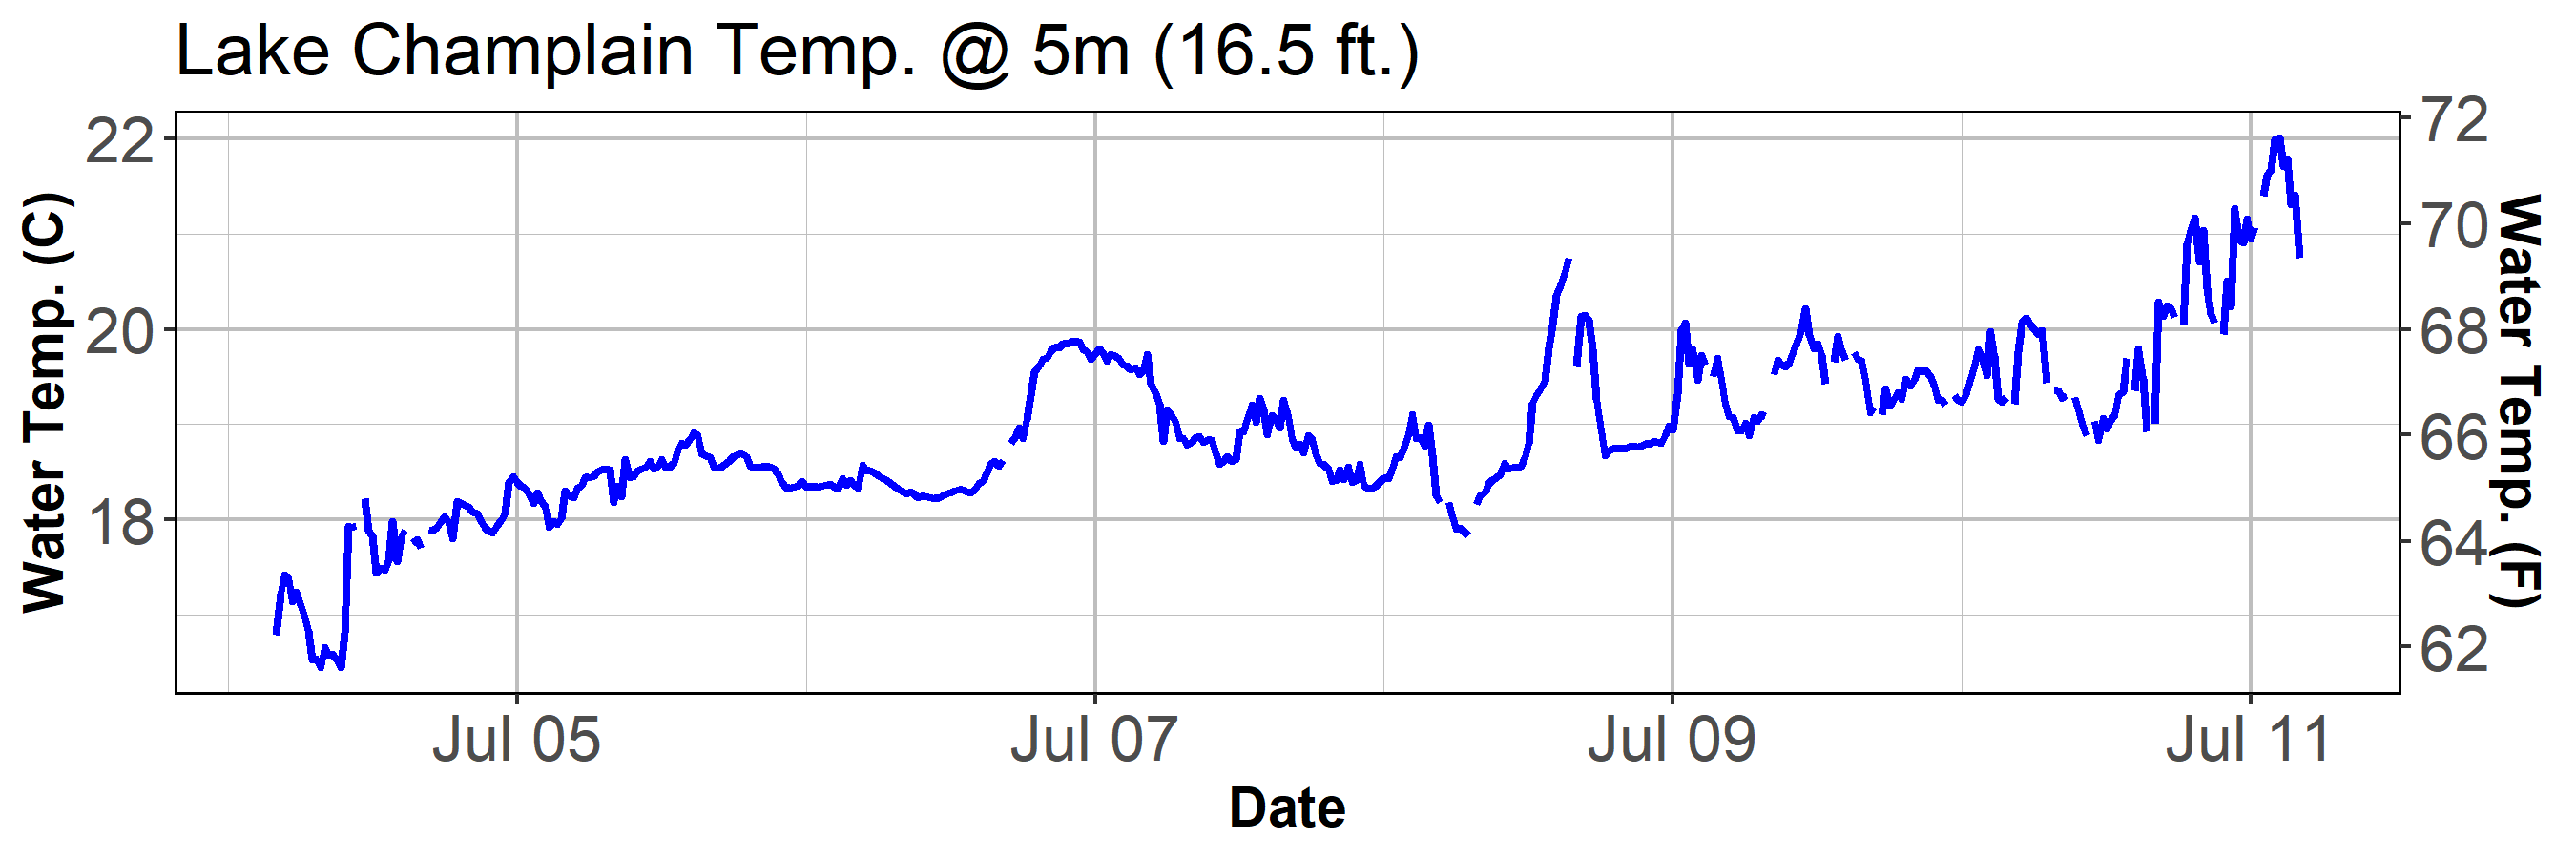 Lake Champlain Temp. @ 5m (16.5 ft.)
Water Temp. (C)
22
20
18
72
70
68
66
64
62
Water Temp. (F)
Jul 05
Jul 07
Jul 09
Jul 11
Date